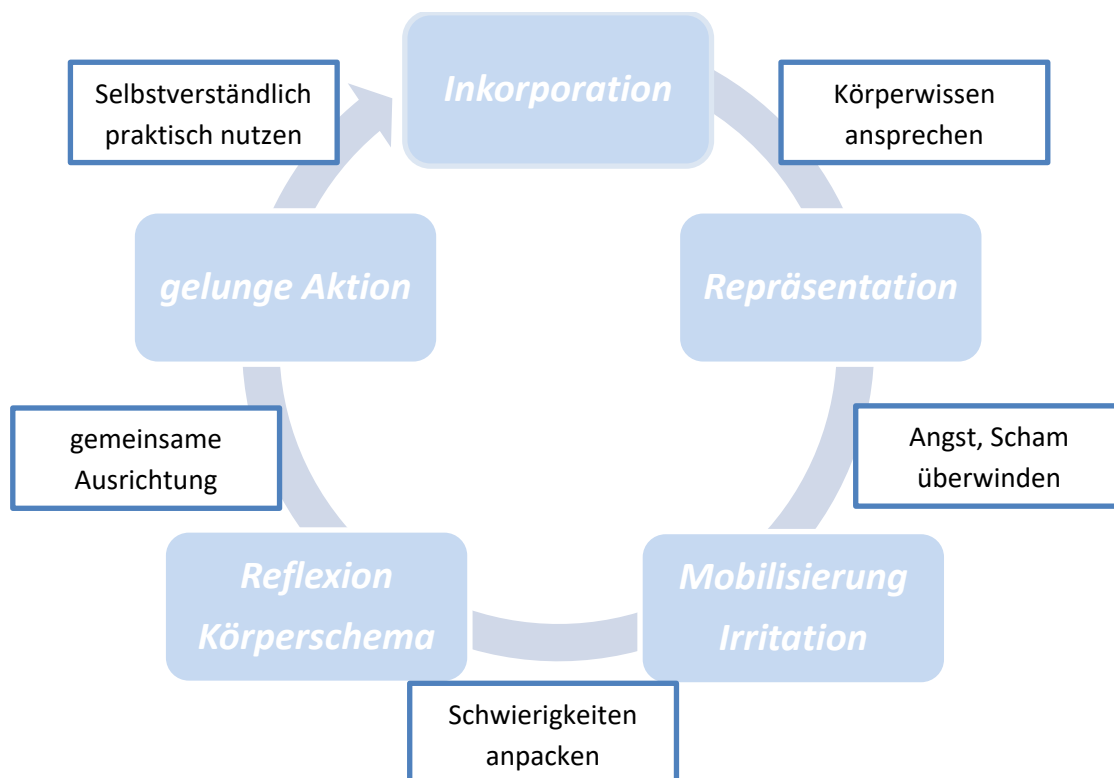 Inkorporation
Körperwissen
ansprechen
Repräsentation
Angst, Scham
überwinden
Mobilisierung
Irritation
Schwierigkeiten
anpacken
Reflexion
Körperschema
gemeinsame
Ausrichtung
gelunge Aktion
Selbstverständlich
praktisch nutzen